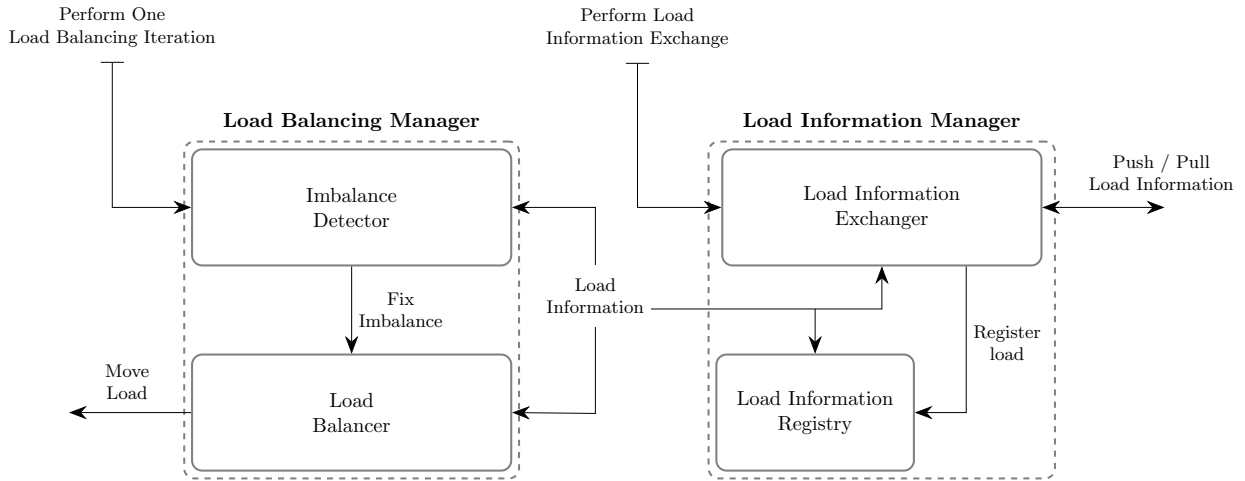 Perform One
Load Balancing Iteration
Perform Load
Information Exchange
Load Balancing Manager
Load Information Manager
Imbalance
Detector
Load Information
Exchanger
Push / Pull
Load Information
Fix
Imbalance
Load
Information
Register
load
Move
Load
Load
Balancer
Load Information
Registry